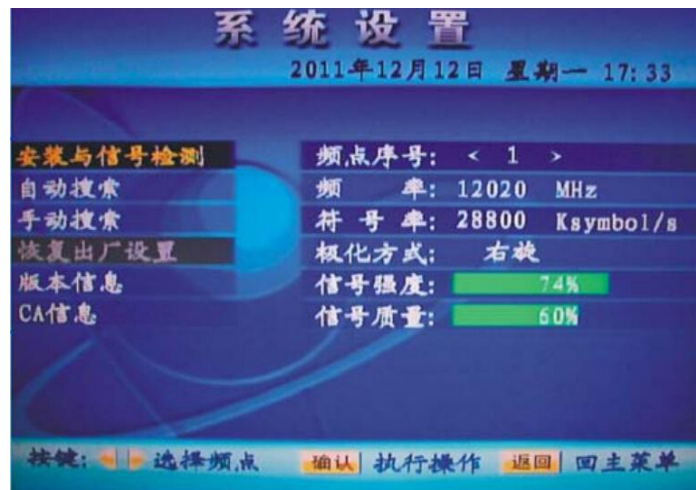 系统设置
2011年12月12日 星期一 17:33
安装与信号检测
自动搜索
手动搜索
恢复出厂设置
版本信息
CA信息
频点序号: < 1 >
频 率: 12020 MHz
符 号 率: 28800 Ksymbol/s
极化方式: 右旋
信号强度: 74%
信号质量: 60%
按键: 选择频点 确认 执行操作 返回 回主菜单